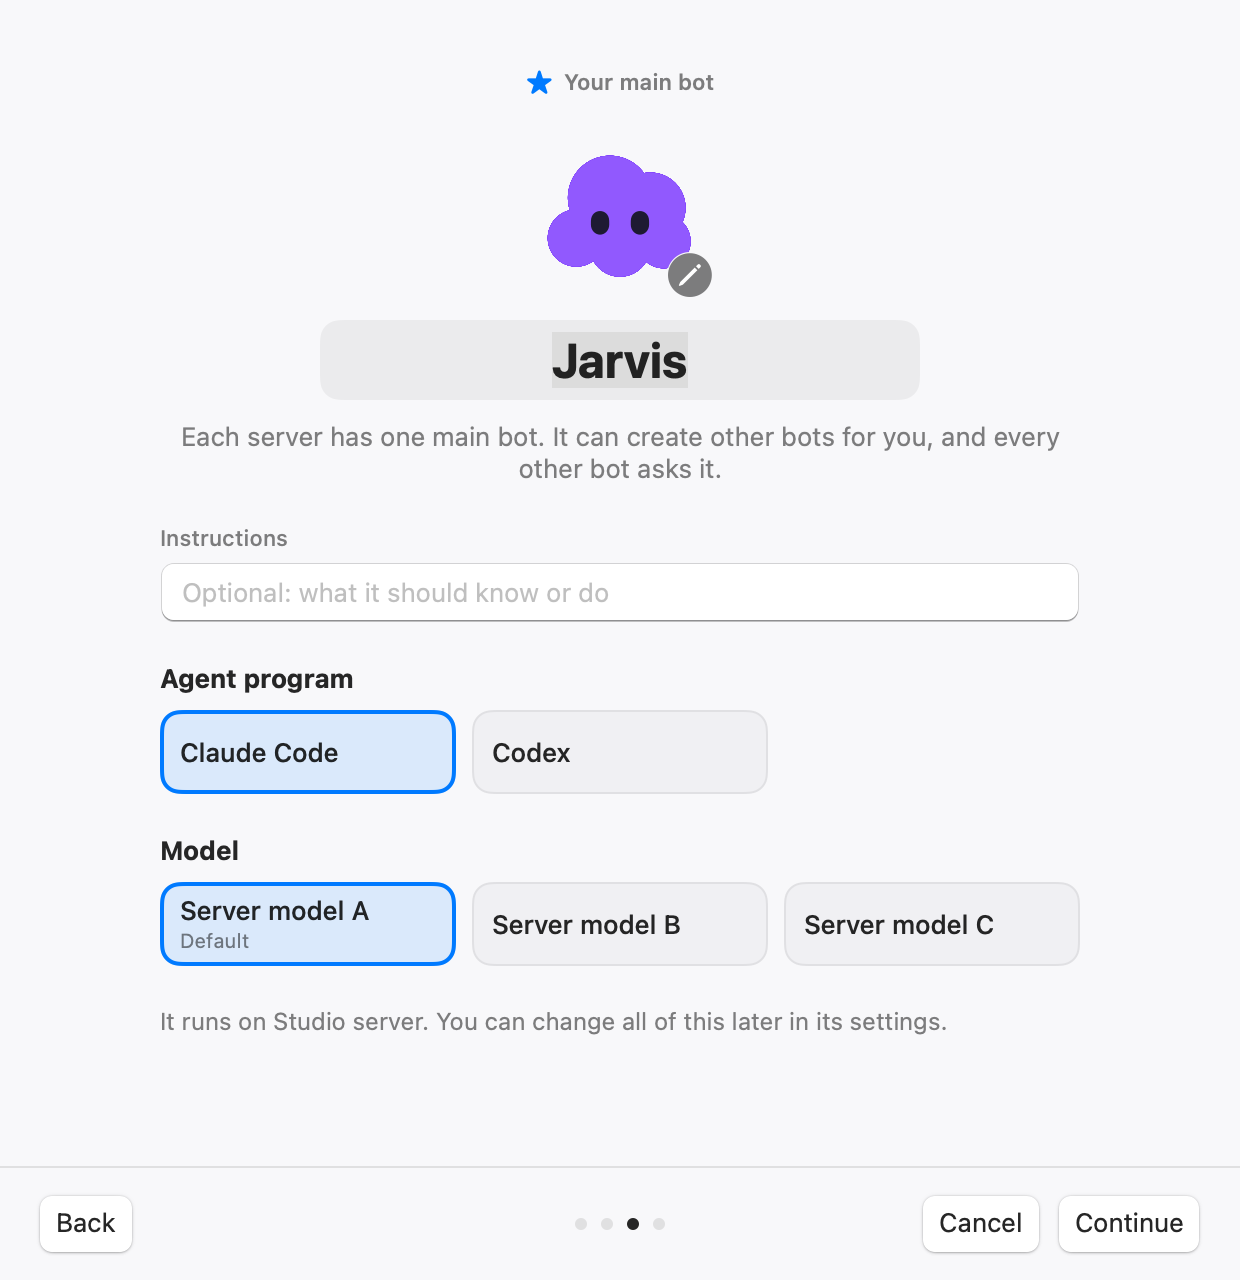 Your main bot
Jarvis
Each server has one main bot. It can create other bots for you, and every
other bot asks it.
Instructions
Optional: what it should know or do
Agent program
Claude Code
Codex
Model
Server model A
Default
Server model B
Server model C
It runs on Studio server. You can change all of this later in its settings.
Back
Cancel
Continue